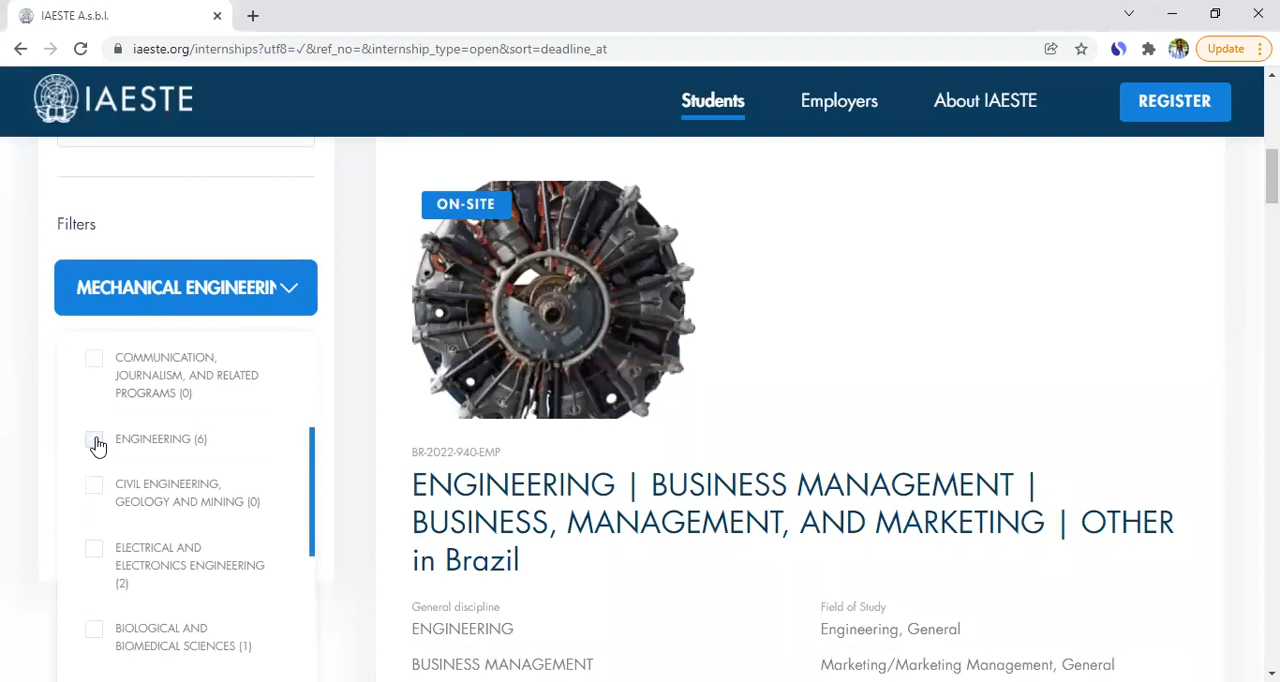 IAESTE A.s.b.l.
iaeste.org/internships?utf8=✓&ref_no=&internship_type=open&sort=deadline_at
Update
IAESTE
Students
Employers
About IAESTE
REGISTER
Filters
MECHANICAL ENGINEERIN
COMMUNICATION,
JOURNALISM, AND RELATED
PROGRAMS (0)
ENGINEERING (6)
CIVIL ENGINEERING,
GEOLOGY AND MINING (0)
ELECTRICAL AND
ELECTRONICS ENGINEERING
(2)
BIOLOGICAL AND
BIOMEDICAL SCIENCES (1)
ON-SITE
BR-2022-940-EMP
ENGINEERING | BUSINESS MANAGEMENT |
BUSINESS, MANAGEMENT, AND MARKETING | OTHER
in Brazil
General discipline
ENGINEERING
BUSINESS MANAGEMENT
Field of Study
Engineering, General
Marketing/Marketing Management, General